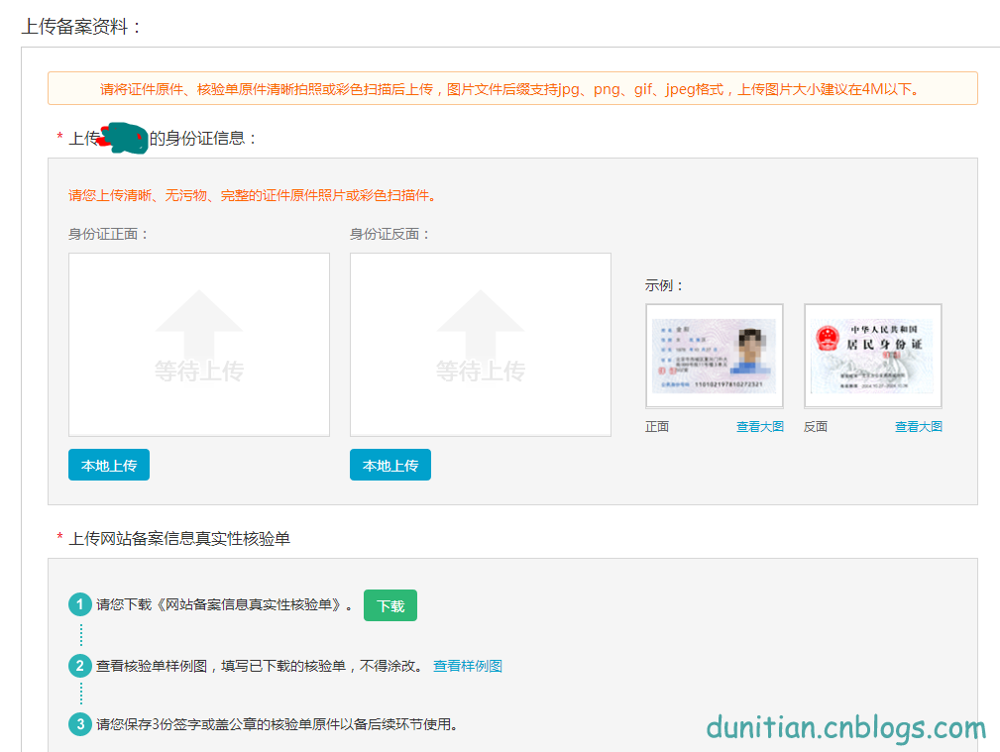 上传备案资料：
请将证件原件、核验单原件清晰拍照或彩色扫描后上传，图片文件后缀支持jpg、png、gif、jpeg格式，上传图片大小建议在4M以下。
* 上传
的身份证信息：
请您上传清晰、无污物、完整的证件原件照片或彩色扫描件。
身份证正面：
身份证反面：
等待上传
等待上传
示例：
中华人民共和国
居民身份证
正面
查看大图
反面
查看大图
本地上传
本地上传
* 上传网站备案信息真实性核验单
1 请您下载《网站备案信息真实性核验单》。 下载
2 查看核验单样例图，填写已下载的核验单，不得涂改。 查看样例图
3 请您保存3份签字或盖公章的核验单原件以备后续环节使用。
dunitian.cnblogs.com